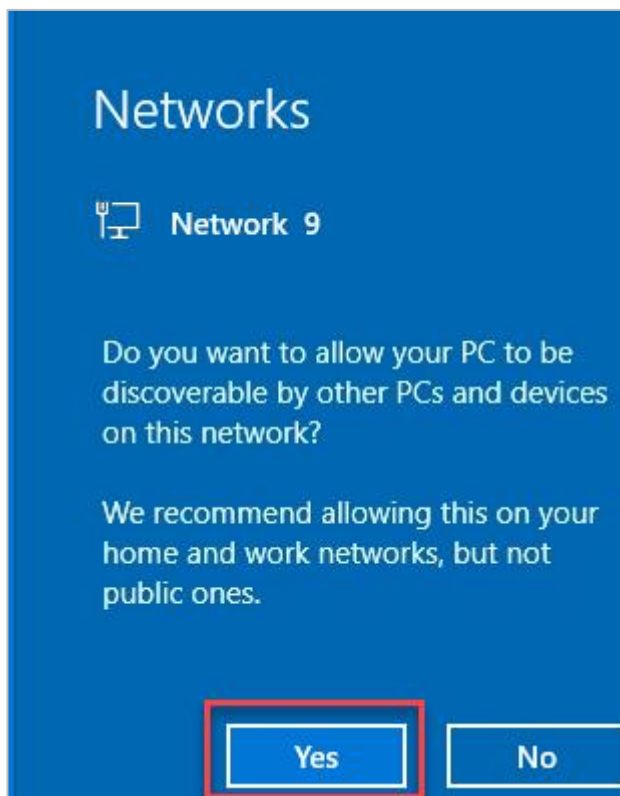 Networks
Network 9
Do you want to allow your PC to be
discoverable by other PCs and devices
on this network?
We recommend allowing this on your
home and work networks, but not
public ones.
Yes No